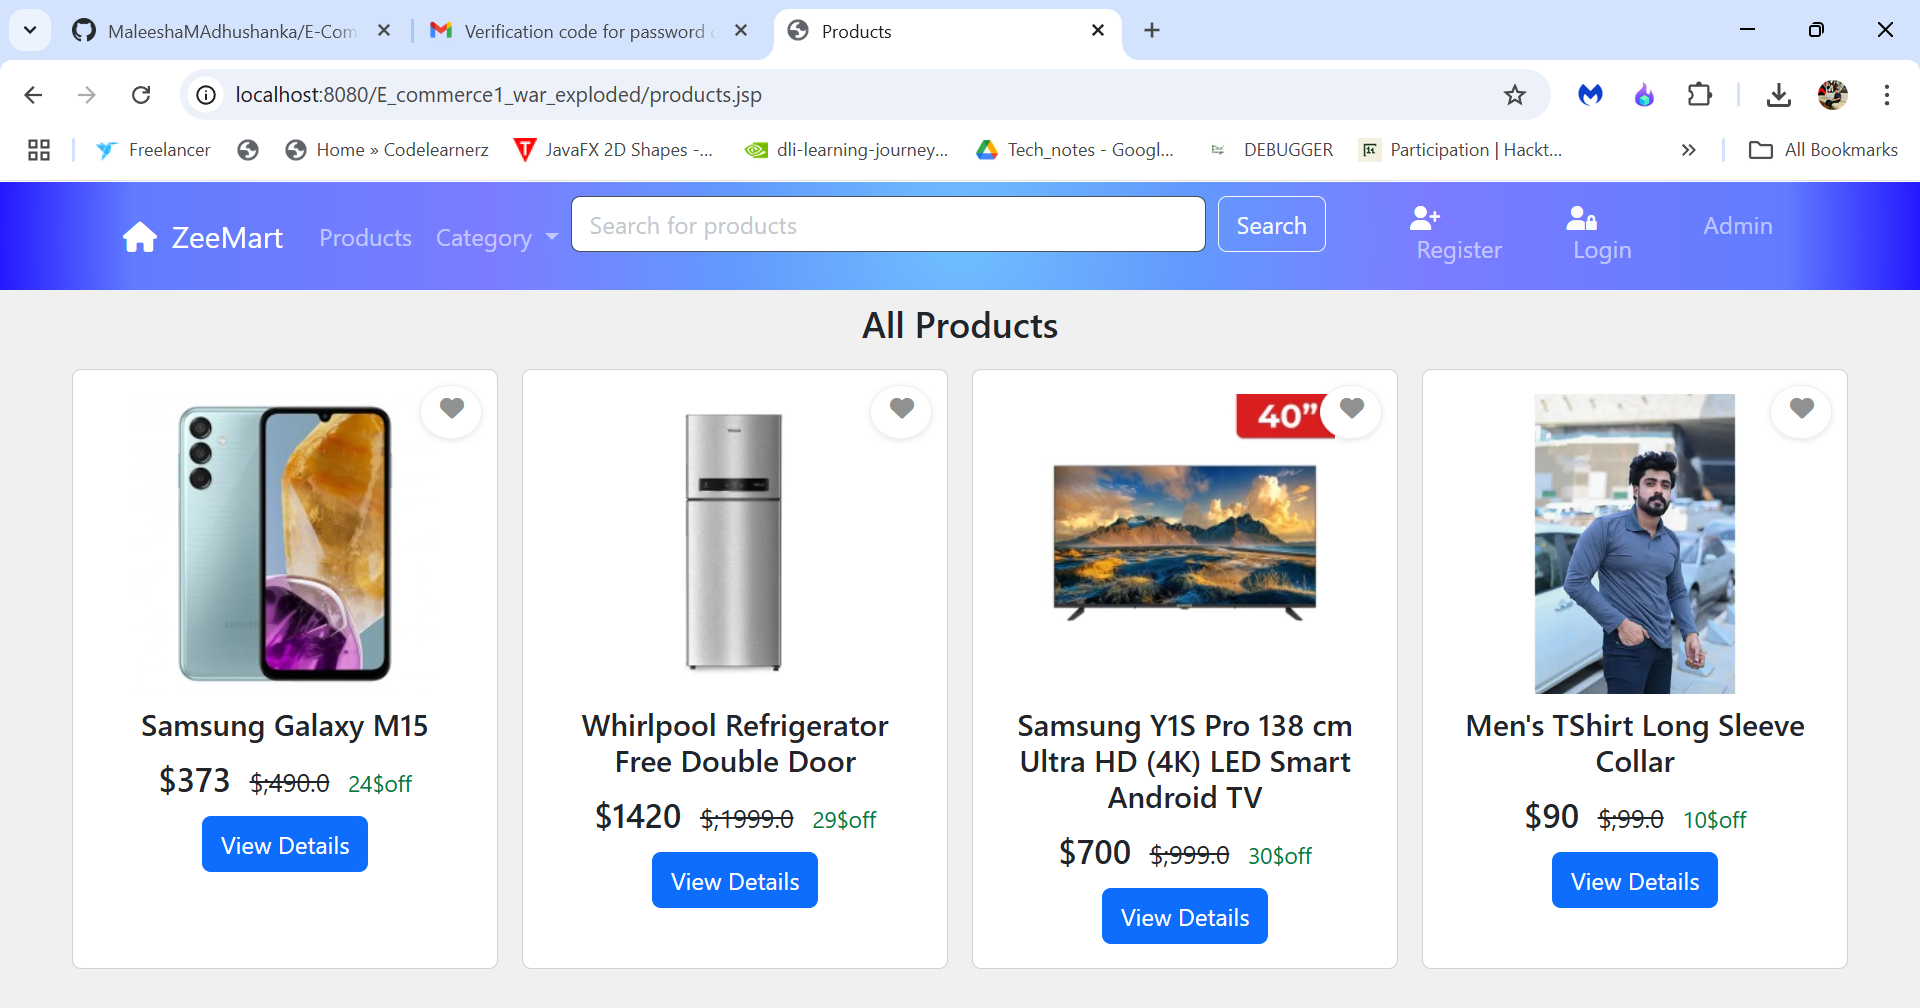 MaleeshaMAdhushanka/E-Com
Verification code for password c
Products
localhost:8080/E_commerce1_war_exploded/products.jsp
Freelancer
Home » Codelearnerz
JavaFX 2D Shapes -...
dli-learning-journey...
Tech_notes - Googl...
DEBUGGER
Participation | Hackt...
»
All Bookmarks
ZeeMart
Products
Category
Search for products
Search
Register
Login
Admin
All Products
Samsung Galaxy M15
$373 $;490.0 24$off
View Details
Whirlpool Refrigerator
Free Double Door
$1420 $;1999.0 29$off
View Details
40”
Samsung Y1S Pro 138 cm
Ultra HD (4K) LED Smart
Android TV
$700 $;999.0 30$off
View Details
Men's TShirt Long Sleeve
Collar
$90 $;99.0 10$off
View Details